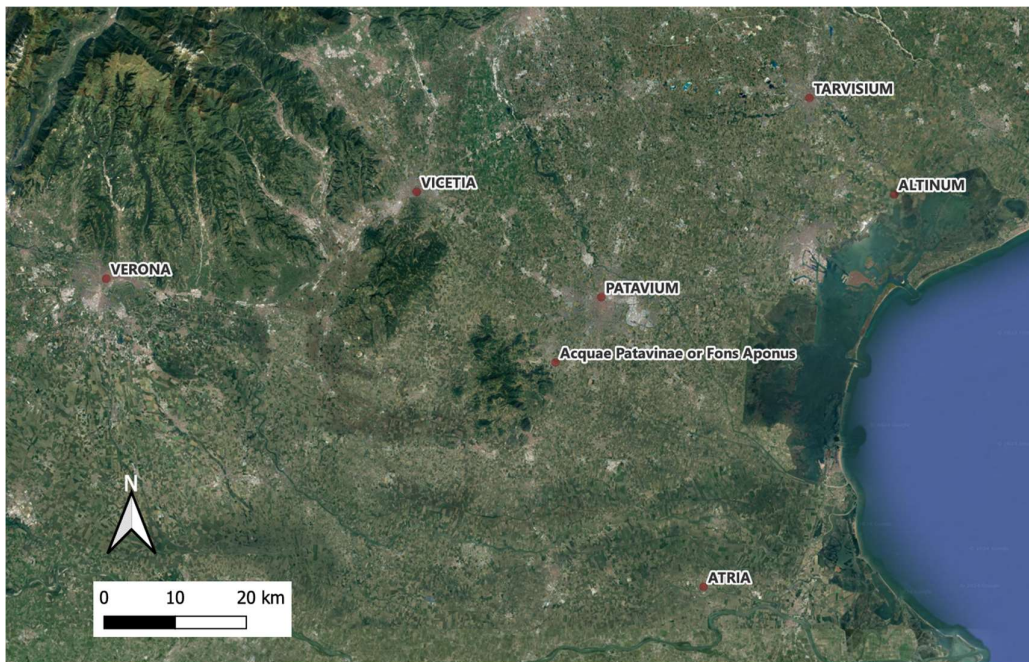 TARVISIUM
VICETIA
ALTINUM
VERONA
PATAVIUM
Acquae Patavinae or Fons Aponus
N
ATRIA
0 10 20 km